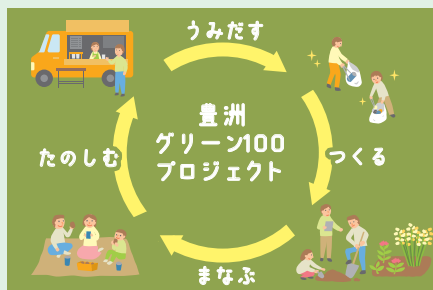 うみだす
豊洲
グリーン100
プロジェクト
つくる
まなぶ
たのしむ